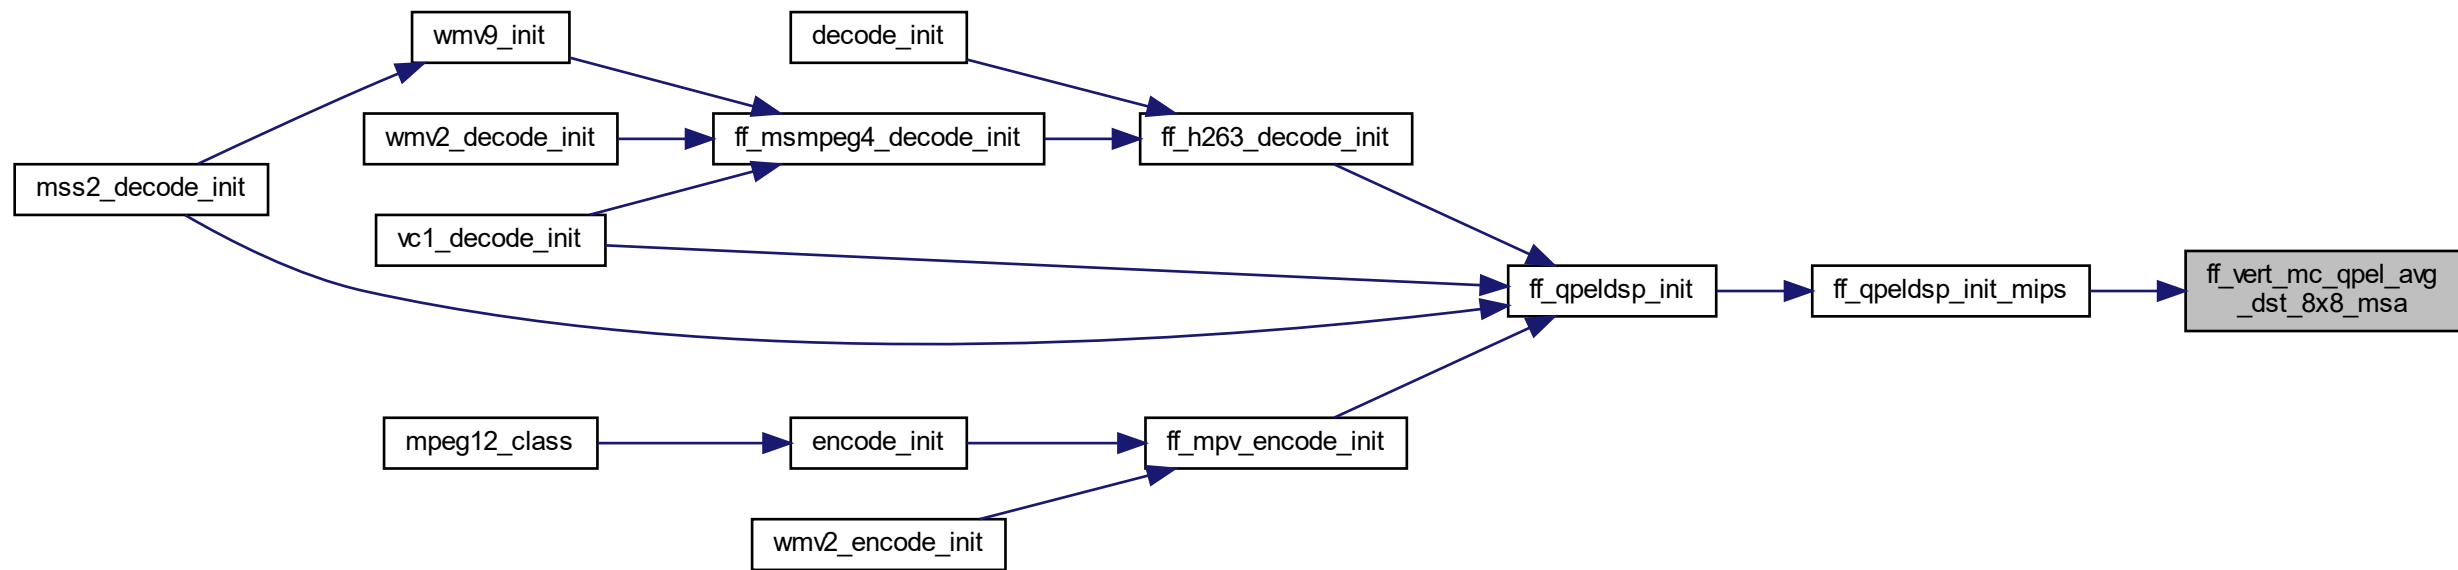 wmv9_init
decode_init
wmv2_decode_init
ff_msmpeg4_decode_init
ff_h263_decode_init
mss2_decode_init
vc1_decode_init
ff_qpeldsp_init
ff_qpeldsp_init_mips
ff_vert_mc_qpel_avg
_dst_8x8_msa
mpeg12_class
encode_init
ff_mpv_encode_init
wmv2_encode_init